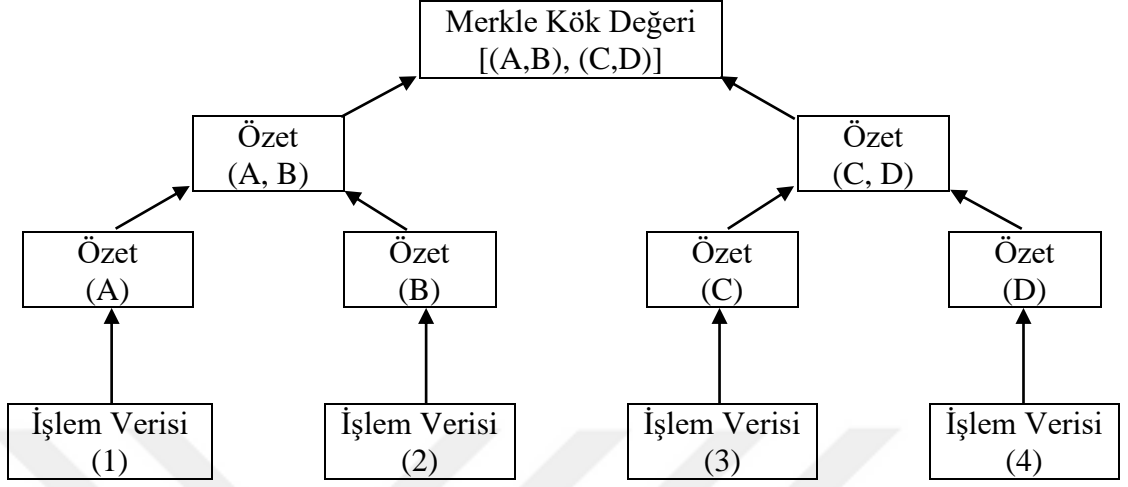 Merkle Kök Değeri
[(A,B), (C,D)]
Özet
(A, B)
Özet
(C, D)
Özet
(A)
Özet
(B)
Özet
(C)
Özet
(D)
İşlem Verisi
(1)
İşlem Verisi
(2)
İşlem Verisi
(3)
İşlem Verisi
(4)